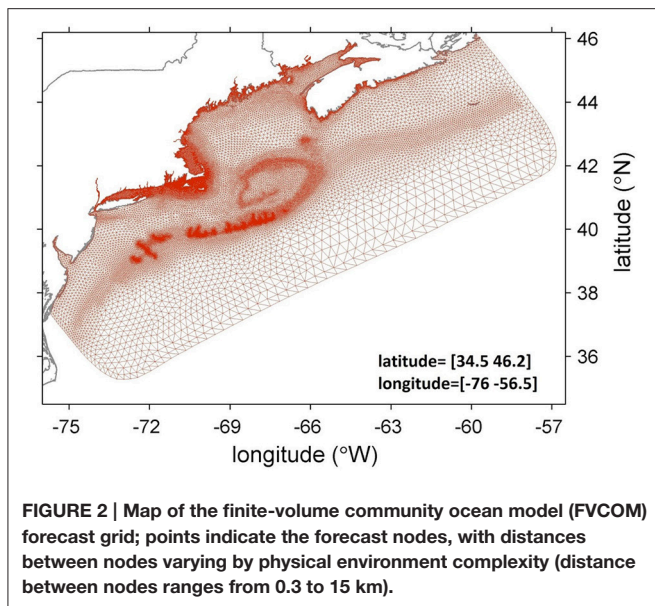 46
44
42
40
38
36
latitude (°N)
latitude= [34.5 46.2]
longitude=[-76 -56.5]
-75 -72 -69 -66 -63 -60 -57
longitude (°W)
FIGURE 2 | Map of the finite-volume community ocean model (FVCOM)
forecast grid; points indicate the forecast nodes, with distances
between nodes varying by physical environment complexity (distance
between nodes ranges from 0.3 to 15 km).